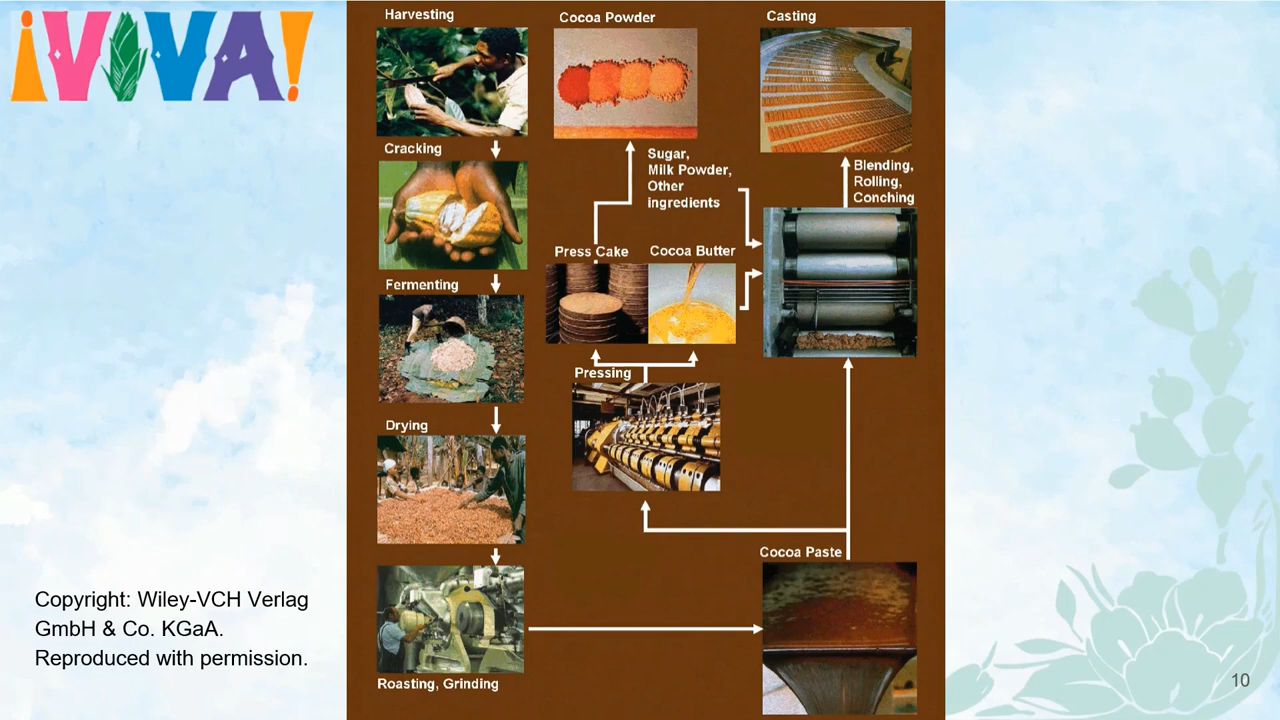 ¡VIVA!
Harvesting
Cracking
Fermenting
Drying
Roasting, Grinding
Cocoa Powder
Sugar,
Milk Powder,
Other
ingredients
Press Cake
Cocoa Butter
Pressing
Casting
Blending,
Rolling,
Conching
Cocoa Paste
Copyright: Wiley-VCH Verlag
GmbH & Co. KGaA.
Reproduced with permission.
10